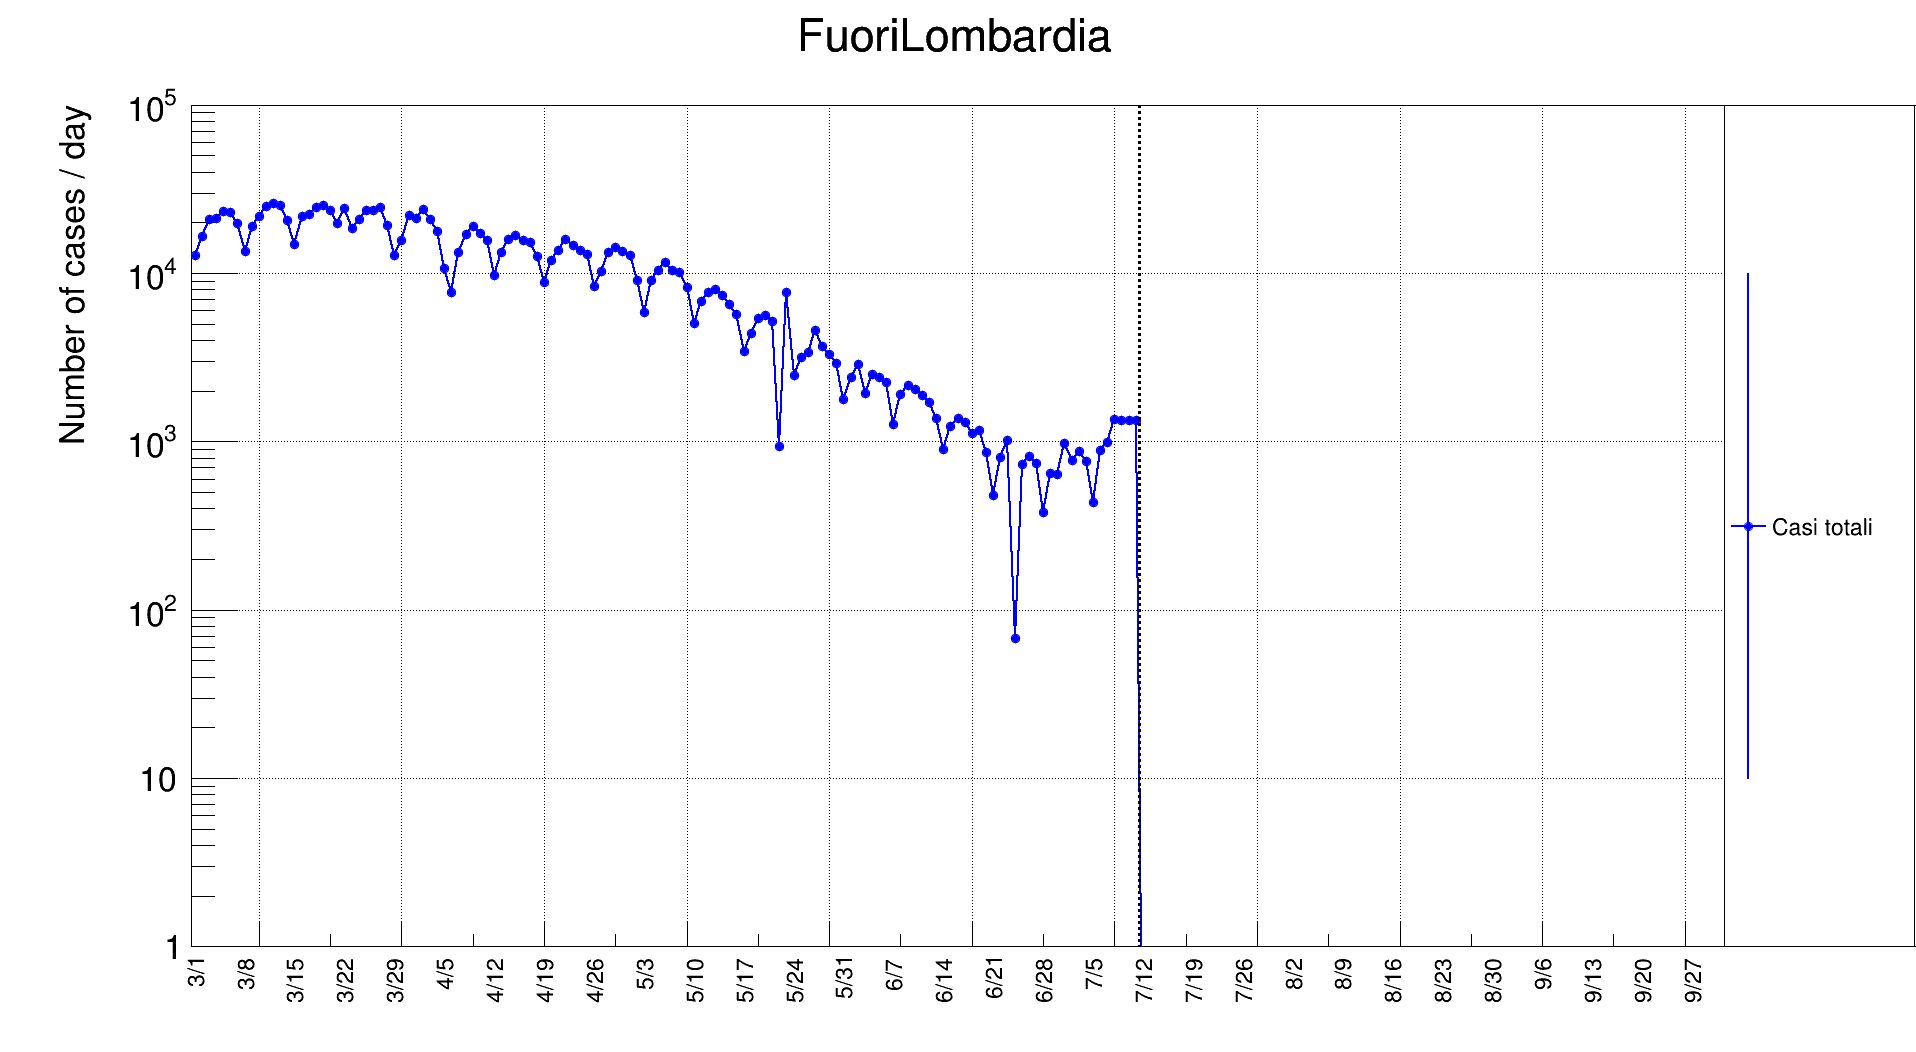 FuoriLombardia
Number of cases / day
10^5
10^4
10^3
10^2
10
1
3/1 3/8 3/15 3/22 3/29 4/5 4/12 4/19 4/26 5/3 5/10 5/17 5/24 5/31 6/7 6/14 6/21 6/28 7/5 7/12 7/19 7/26 8/2 8/9 8/16 8/23 8/30 9/6 9/13 9/20 9/27
Casi totali